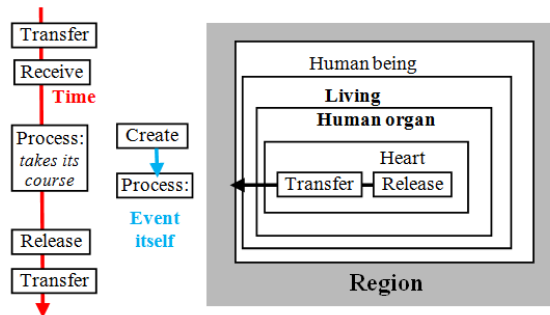 Transfer
Receive
Time
Process:
takes its
course
Release
Transfer
Create
Process:
Event
itself
Human being
Living
Human organ
Heart
Transfer
Release
Region